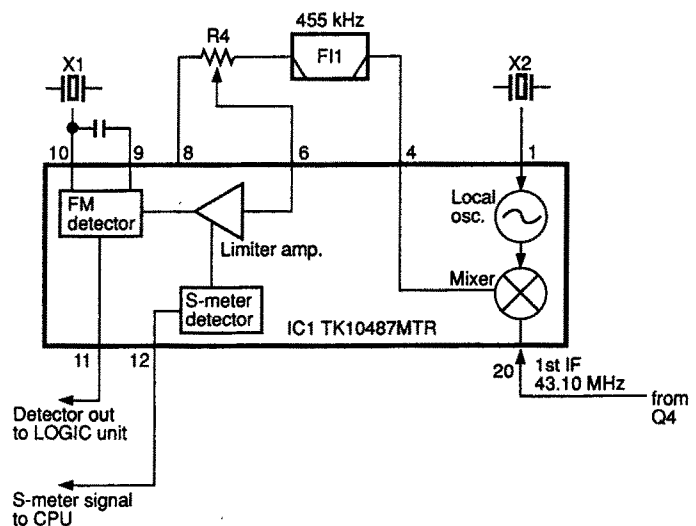 455 kHz
R4
FI1
X1
X2
10
9
8
6
4
1
FM
detector
Limiter amp.
Local
osc.
Mixer
S-meter
detector
IC1 TK10487MTR
11
12
20
1st IF
43.10 MHz
from
Q4
Detector out
to LOGIC unit
S-meter signal
to CPU